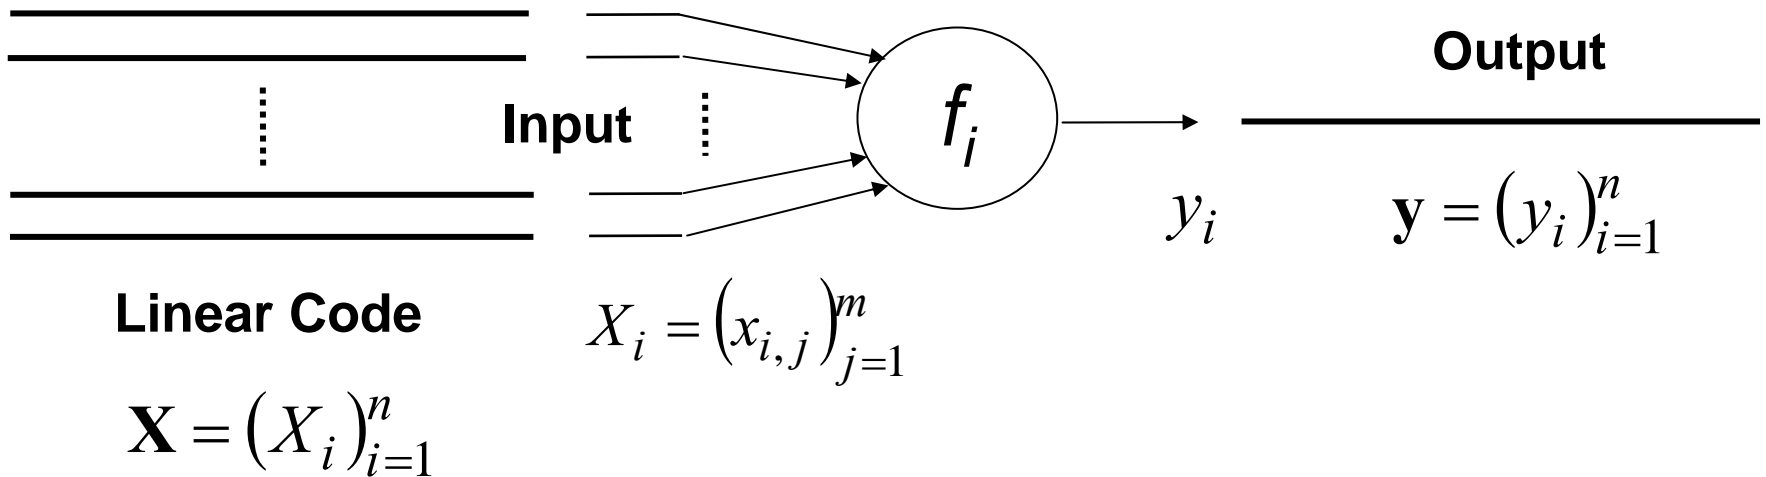 Output
Input
f_i
y_i
y = (y_i)_{i=1}^{n}
Linear Code
X_i = (x_{i,j})_{j=1}^{m}
X = (X_i)_{i=1}^{n}